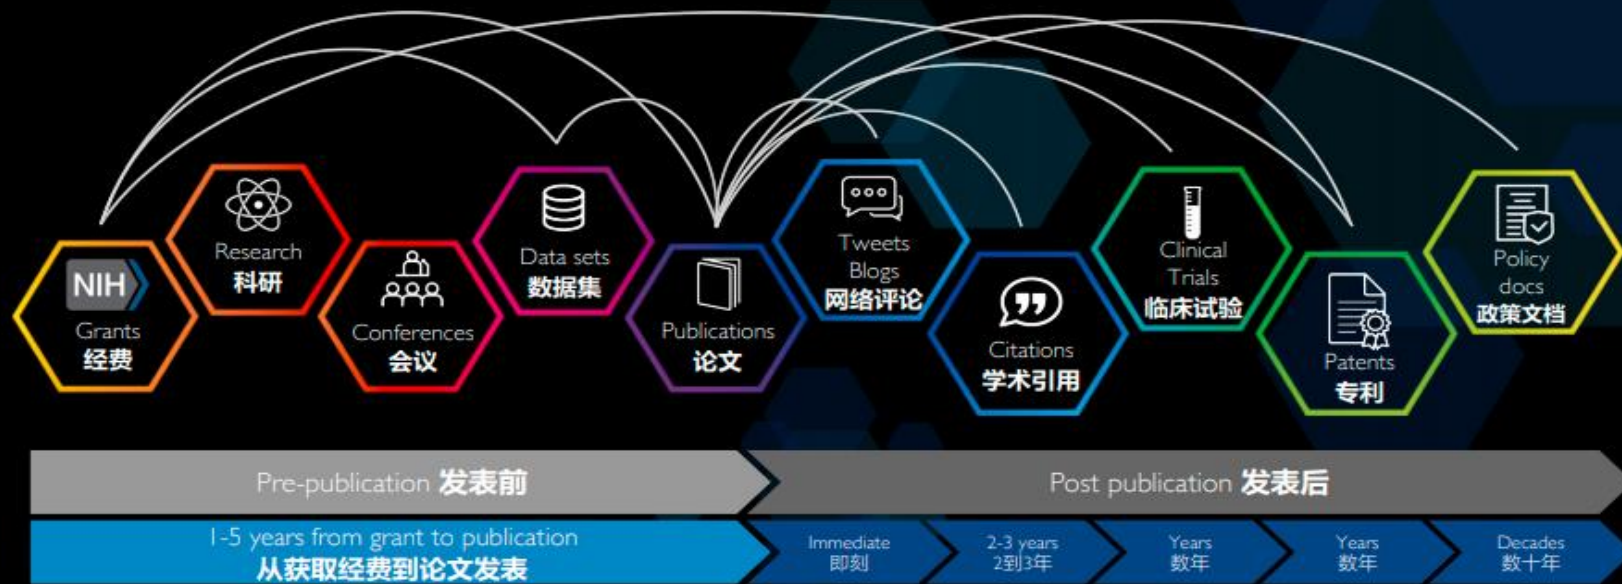 NIH
Grants
经费
Research
科研
Conferences
会议
Data sets
数据集
Publications
论文
Tweets
Blogs
网络评论
Citations
学术引用
Clinical
Trials
临床试验
Patents
专利
Policy
docs
政策文档
Pre-publication 发表前
Post publication 发表后
1-5 years from grant to publication
从获取经费到论文发表
Immediate
即刻
2-3 years
2到3年
Years
数年
Years
数年
Decades
数十年